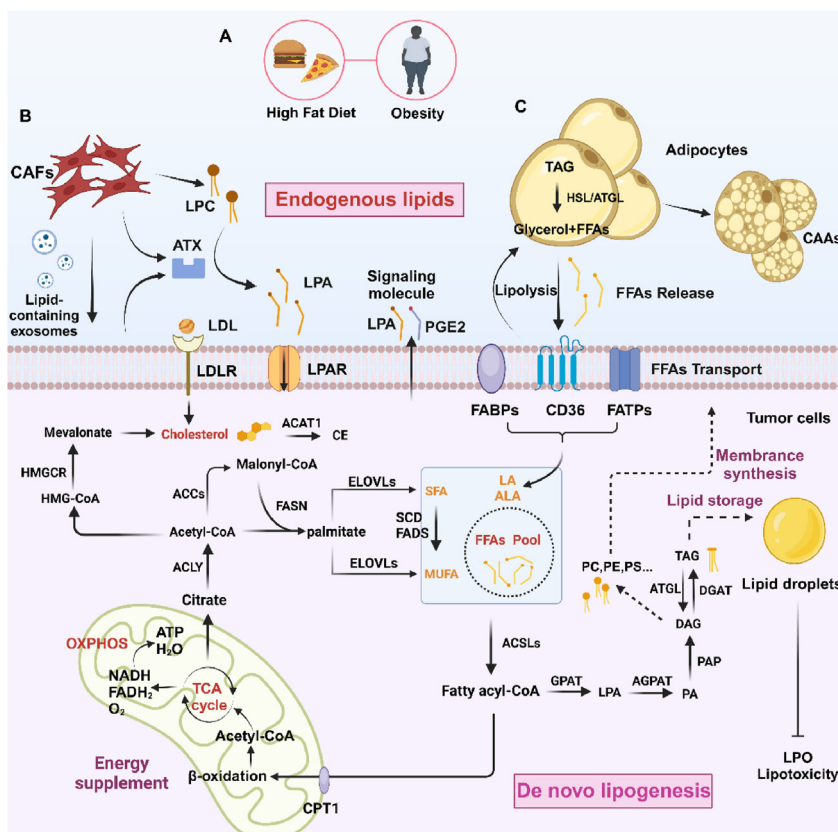 A
High Fat Diet
Obesity
B
CAFs
LPC
Endogenous lipids
ATX
Lipid-
containing
exosomes
LPA
LDL
LDLR
LPAR
Signaling
molecule
LPA
PGE2
C
TAG
HSL/ATGL
Glycerol+FFAs
Adipocytes
CAAs
Lipolysis
FFAs Release
FFAs Transport
FABPs
CD36
FATPs
Tumor cells
Mevalonate
Cholesterol
ACAT1
CE
HMGCR
HMG-CoA
ACCs
Malonyl-CoA
FASN
Acetyl-CoA
palmitate
ELOVLs
ELOVLs
ACLY
Citrate
SFA
LA
ALA
SCD
FADS
FFAs Pool
MUFA
Membrance
synthesis
Lipid storage
PC,PE,PS...
TAG
ATGL
DGAT
DAG
Lipid droplets
PAP
ACSLs
Fatty acyl-CoA
GPAT
LPA
AGPAT
PA
OXPHOS
ATP
H₂O
NADH
FADH₂
O₂
TCA
cycle
Acetyl-CoA
β-oxidation
Energy
supplement
CPT1
De novo lipogenesis
LPO
Lipotoxicity